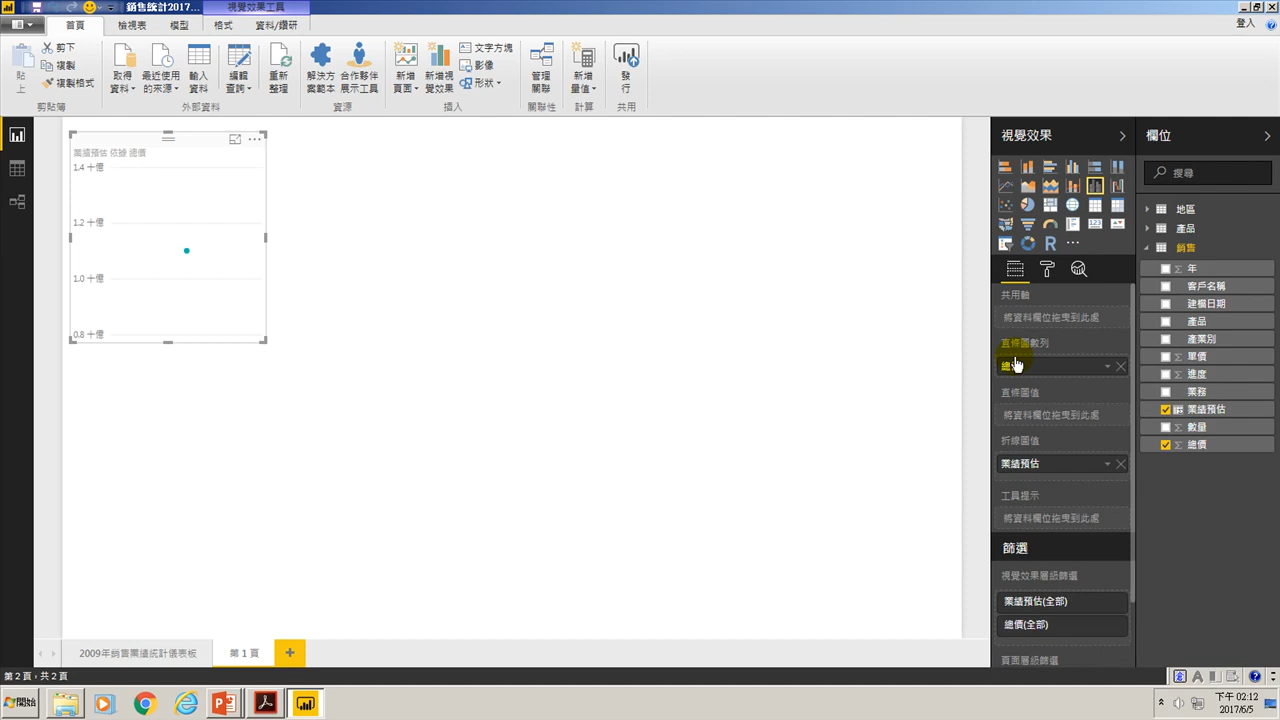 銷售統計2017...
視覺效果工具
登入
首頁
檢視表
模型
格式
資料/鑽研
貼上
剪下
複製
複製格式
剪貼簿
取得資料
最近使用的來源
輸入資料
編輯查詢
外部資料
重新整理
解決方案範本
合作夥伴展示工具
資源
新增頁面
新增視覺效果
文字方塊
影像
形狀
插入
管理關聯
關聯性
新增量值
計算
發行
共用
業績預估 依據 總價
1.4 十億
1.2 十億
1.0 十億
0.8 十億
視覺效果
共用軸
將資料欄位拖曳到此處
直條圖數列
直條圖值
將資料欄位拖曳到此處
折線圖值
業績預估
工具提示
將資料欄位拖曳到此處
篩選
視覺效果層級篩選
業績預估(全部)
總價(全部)
頁面層級篩選
欄位
搜尋
地區
產品
銷售
年
客戶名稱
建檔日期
產品
產業別
單價
進度
業務
業績預估
數量
總價
2009年銷售業績統計儀表板
第 1 頁
第 2 頁，共 2 頁
開始
下午 02:12
2017/6/5